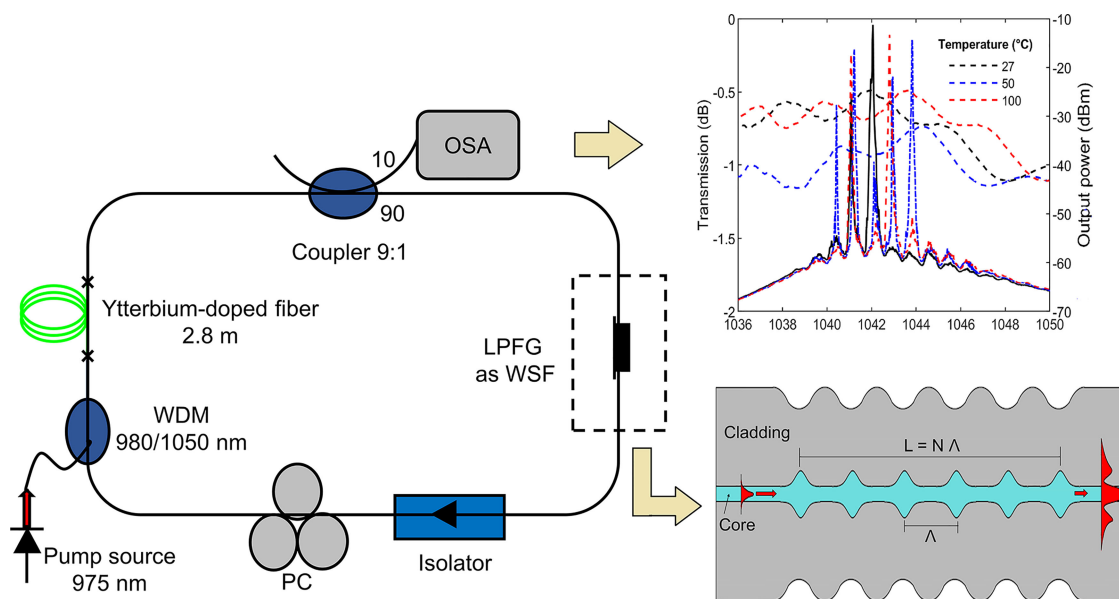 OSA
10
90
Coupler 9:1
Ytterbium-doped fiber
2.8 m
WDM
980/1050 nm
Pump source
975 nm
PC
Isolator
LPFG
as WSF
Temperature (°C)
27
50
100
Transmission (dB)
0
-0.5
-1
-1.5
-2
Output power (dBm)
-10
-20
-30
-40
-50
-60
-70
1036 1038 1040 1042 1044 1046 1048 1050
Cladding
L = N Λ
Core
Λ